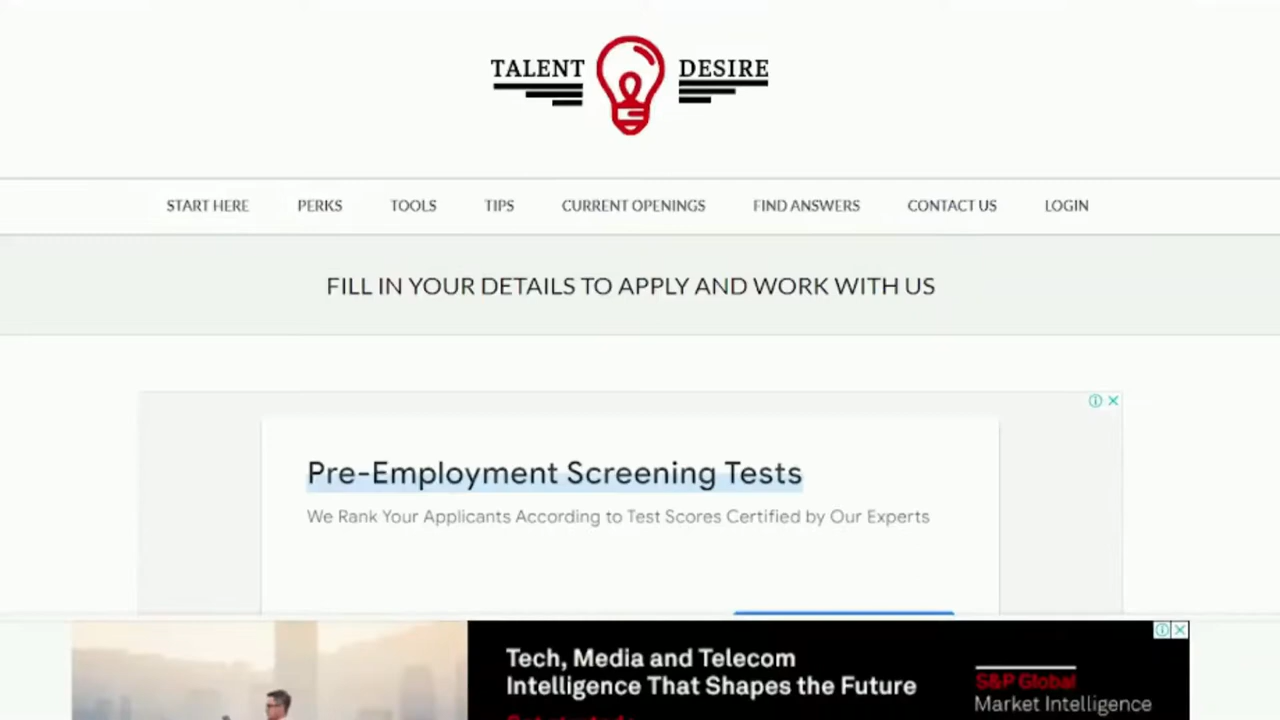 TALENT DESIRE
START HERE PERKS TOOLS TIPS CURRENT OPENINGS FIND ANSWERS CONTACT US LOGIN
FILL IN YOUR DETAILS TO APPLY AND WORK WITH US
Pre-Employment Screening Tests
We Rank Your Applicants According to Test Scores Certified by Our Experts
Tech, Media and Telecom
Intelligence That Shapes the Future
S&P Global
Market Intelligence